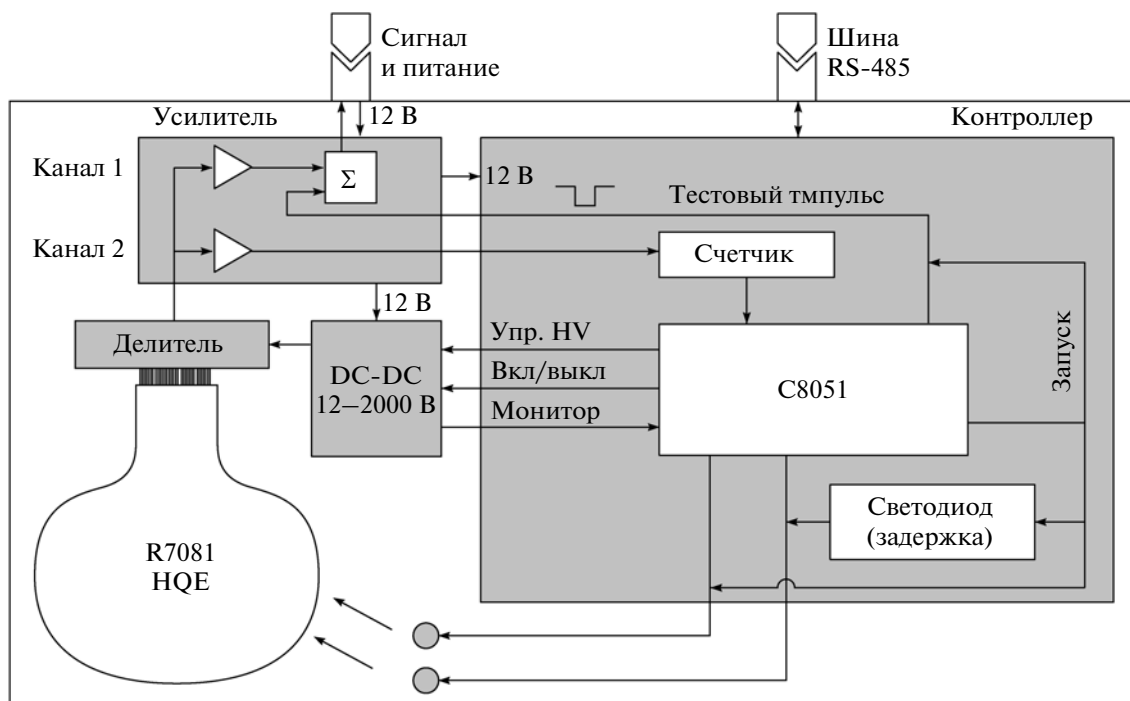 Сигнал
и питание
Шина
RS-485
Усилитель
12 В
Контроллер
Канал 1
Σ
12 В
Тестовый тмпульс
Канал 2
Счетчик
12 В
Делитель
DC-DC
12–2000 В
Упр. HV
Вкл/выкл
Монитор
C8051
Запуск
Светодиод
(задержка)
R7081
HQE